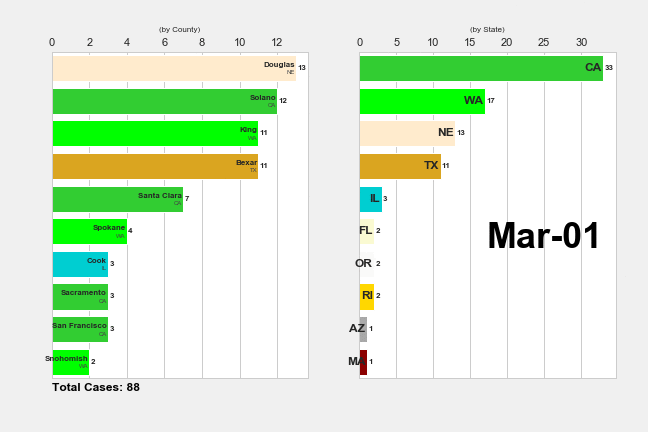 (by County)
0 2 4 6 8 10 12
Douglas 13
NE
Solano 12
CA
King 11
WA
Bexar 11
TX
Santa Clara 7
CA
Spokane 4
WA
Cook 3
IL
Sacramento 3
CA
San Francisco 3
CA
Snohomish 2
WA
Total Cases: 88
(by State)
0 5 10 15 20 25 30
CA 33
WA 17
NE 13
TX 11
IL 3
FL 2
OR 2
RI 2
AZ 1
MA 1
Mar-01